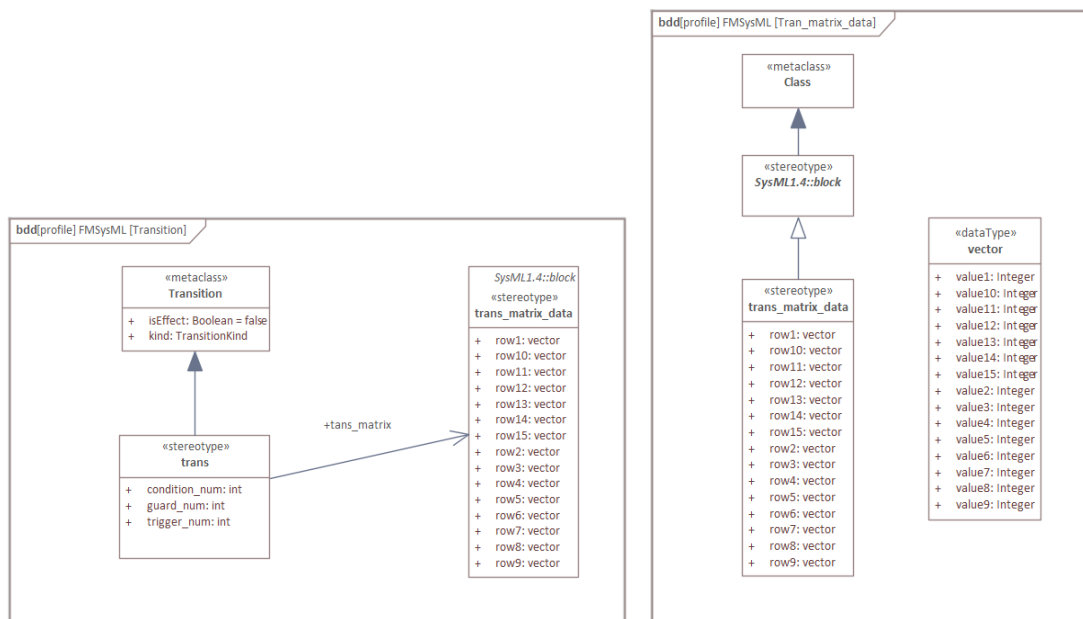 bdd[profile] FMSysML [Transition]
«metaclass»
Transition
+ isEffect: Boolean = false
+ kind: TransitionKind
«stereotype»
trans
+ condition_num: int
+ guard_num: int
+ trigger_num: int
+tans_matrix
SysML1.4::block
«stereotype»
trans_matrix_data
+ row1: vector
+ row10: vector
+ row11: vector
+ row12: vector
+ row13: vector
+ row14: vector
+ row15: vector
+ row2: vector
+ row3: vector
+ row4: vector
+ row5: vector
+ row6: vector
+ row7: vector
+ row8: vector
+ row9: vector
bdd[profile] FMSysML [Tran_matrix_data]
«metaclass»
Class
«stereotype»
SysML1.4::block
«stereotype»
trans_matrix_data
+ row1: vector
+ row10: vector
+ row11: vector
+ row12: vector
+ row13: vector
+ row14: vector
+ row15: vector
+ row2: vector
+ row3: vector
+ row4: vector
+ row5: vector
+ row6: vector
+ row7: vector
+ row8: vector
+ row9: vector
«dataType»
vector
+ value1: Integer
+ value10: Integer
+ value11: Integer
+ value12: Integer
+ value13: Integer
+ value14: Integer
+ value15: Integer
+ value2: Integer
+ value3: Integer
+ value4: Integer
+ value5: Integer
+ value6: Integer
+ value7: Integer
+ value8: Integer
+ value9: Integer